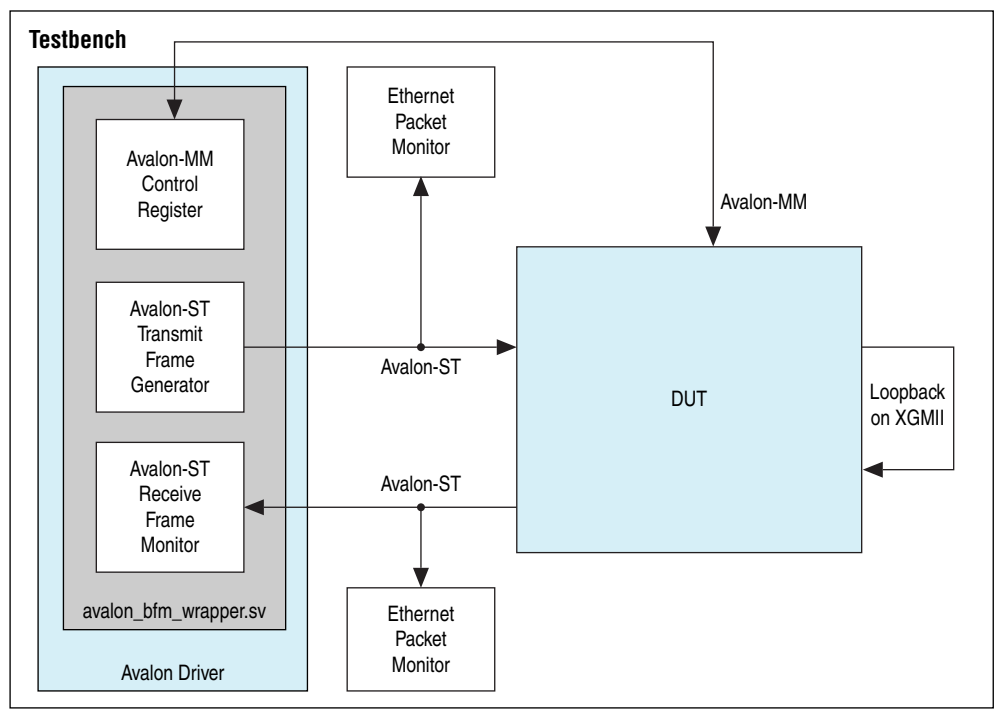 Testbench
Avalon-MM
Control
Register
Avalon-ST
Transmit
Frame
Generator
Avalon-ST
Receive
Frame
Monitor
avalon_bfm_wrapper.sv
Avalon Driver
Ethernet
Packet
Monitor
Avalon-ST
Avalon-ST
Ethernet
Packet
Monitor
Avalon-MM
DUT
Loopback
on XGMII